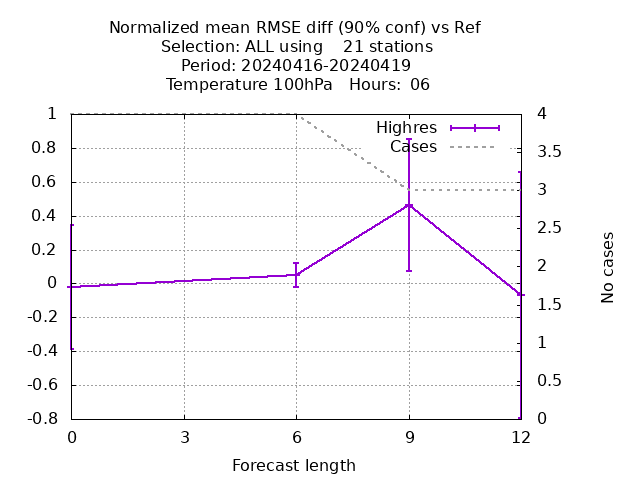 Normalized mean RMSE diff (90% conf) vs Ref
Selection: ALL using    21 stations
Period: 20240416-20240419
Temperature 100hPa   Hours:  06
Highres
Cases
1
0.8
0.6
0.4
0.2
0
-0.2
-0.4
-0.6
-0.8
4
3.5
3
2.5
2
1.5
1
0.5
0
No cases
0 3 6 9 12
Forecast length